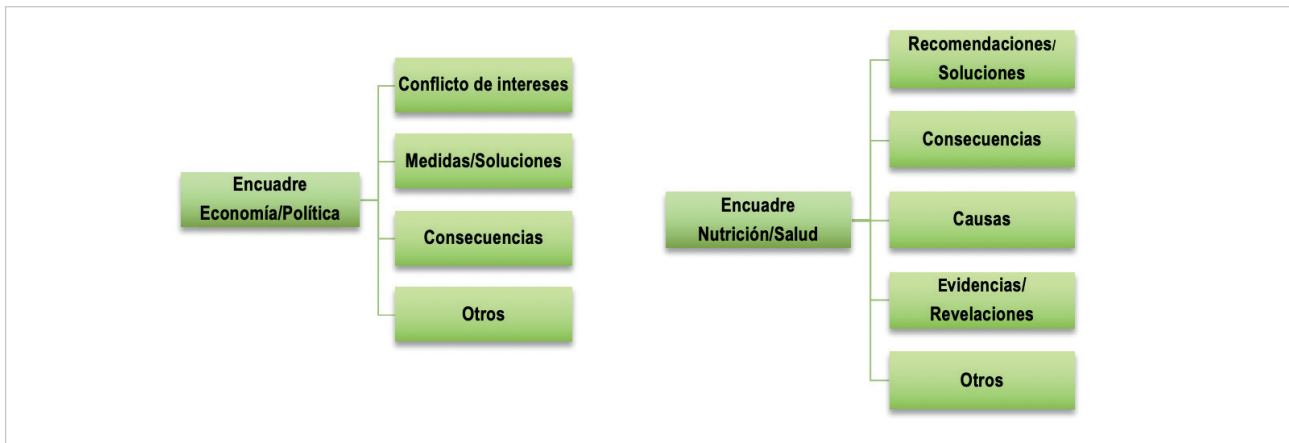 Encuadre
Economía/Política
Conflicto de intereses
Medidas/Soluciones
Consecuencias
Otros
Encuadre
Nutrición/Salud
Recomendaciones/
Soluciones
Consecuencias
Causas
Evidencias/
Revelaciones
Otros